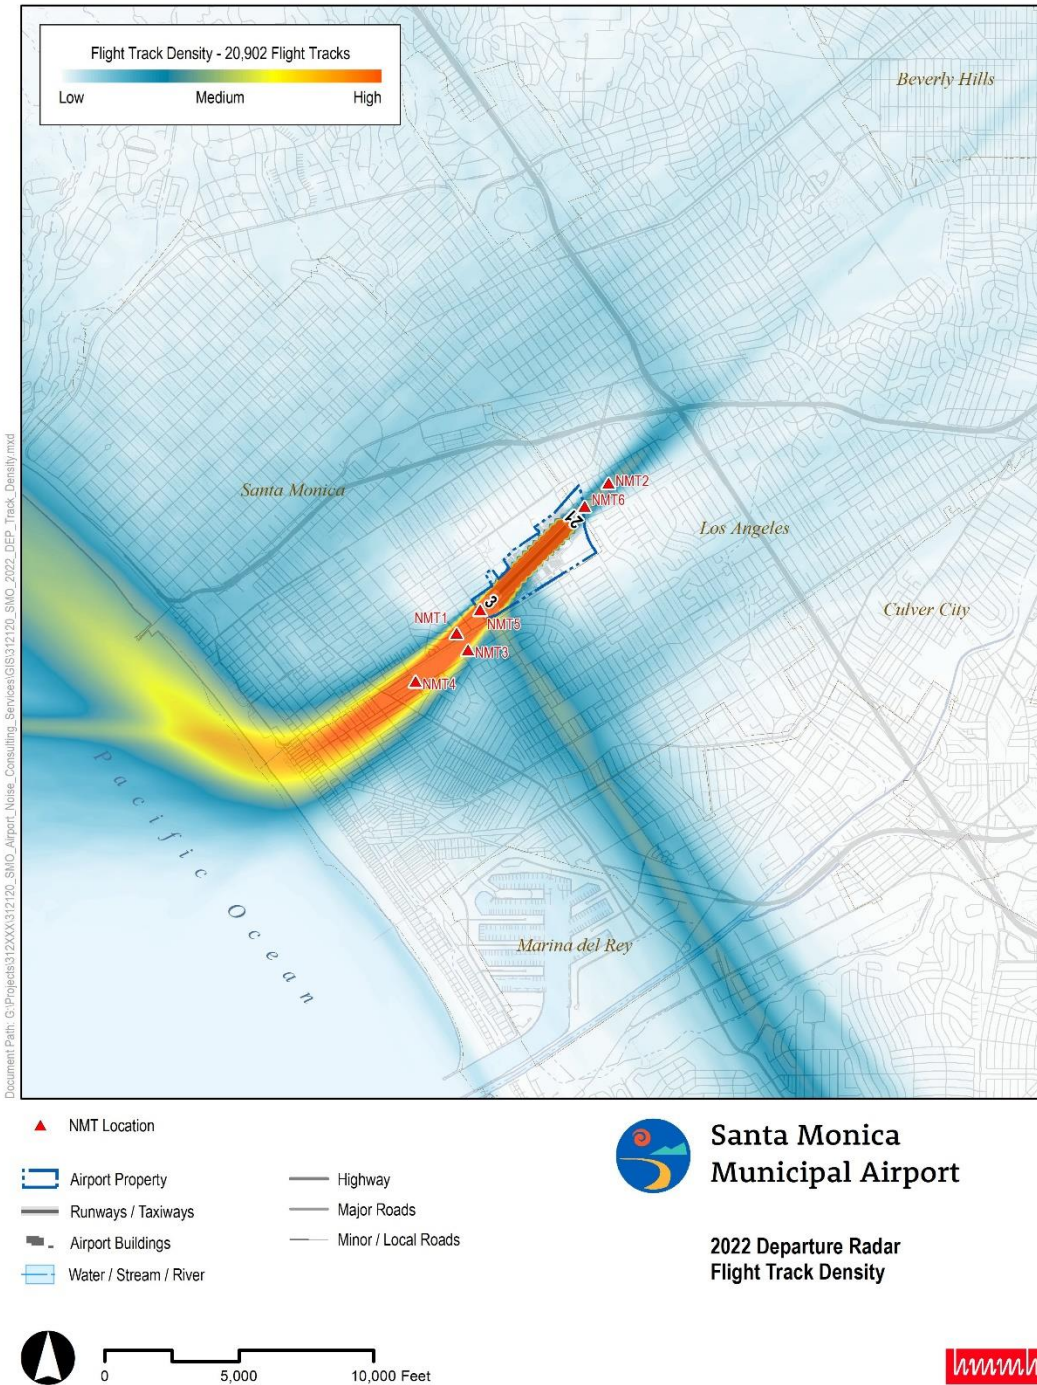 Flight Track Density - 20,902 Flight Tracks
Low Medium High
Beverly Hills
Santa Monica
NMT2
NMT6
21
Los Angeles
3
Culver City
NMT1
NMT5
NMT3
NMT4
Pacific Ocean
Marina del Rey
Document Path: G:\Projects\312XXX\312120_SMO_Airport_Noise_Consulting_Services\GIS\312120_SMO_2022_DEP_Track_Density.mxd
NMT Location
Airport Property
Runways / Taxiways
Airport Buildings
Water / Stream / River
Highway
Major Roads
Minor / Local Roads
Santa Monica
Municipal Airport
2022 Departure Radar
Flight Track Density
0 5,000 10,000 Feet
hmmh